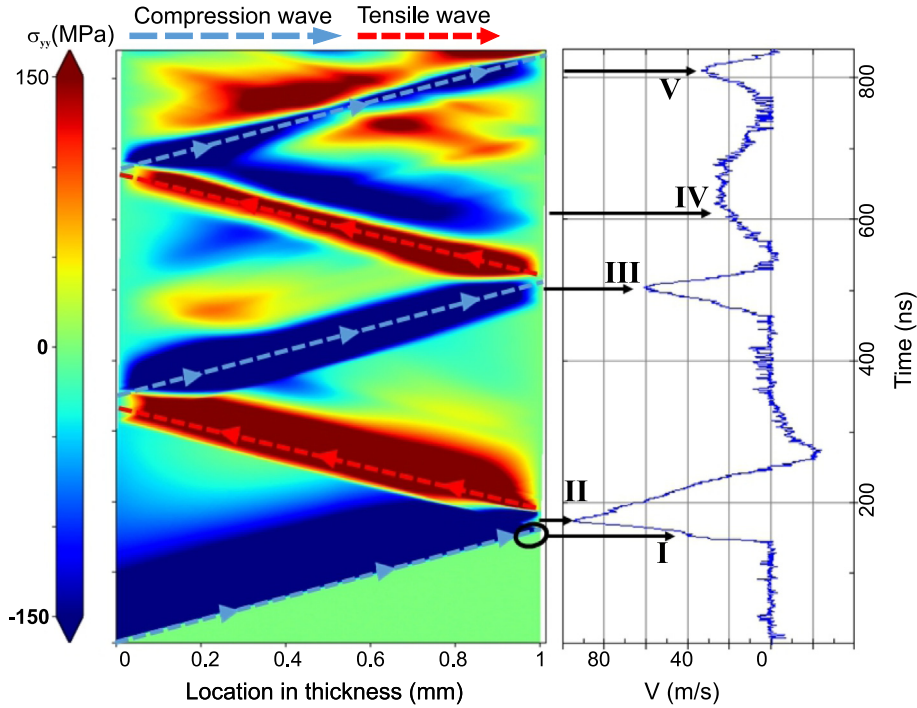 Compression wave
Tensile wave
σyy(MPa)
150
0
-150
0
0.2
0.4
0.6
0.8
1
Location in thickness (mm)
V
IV
III
II
I
800
600
400
200
Time (ns)
80
40
0
V (m/s)